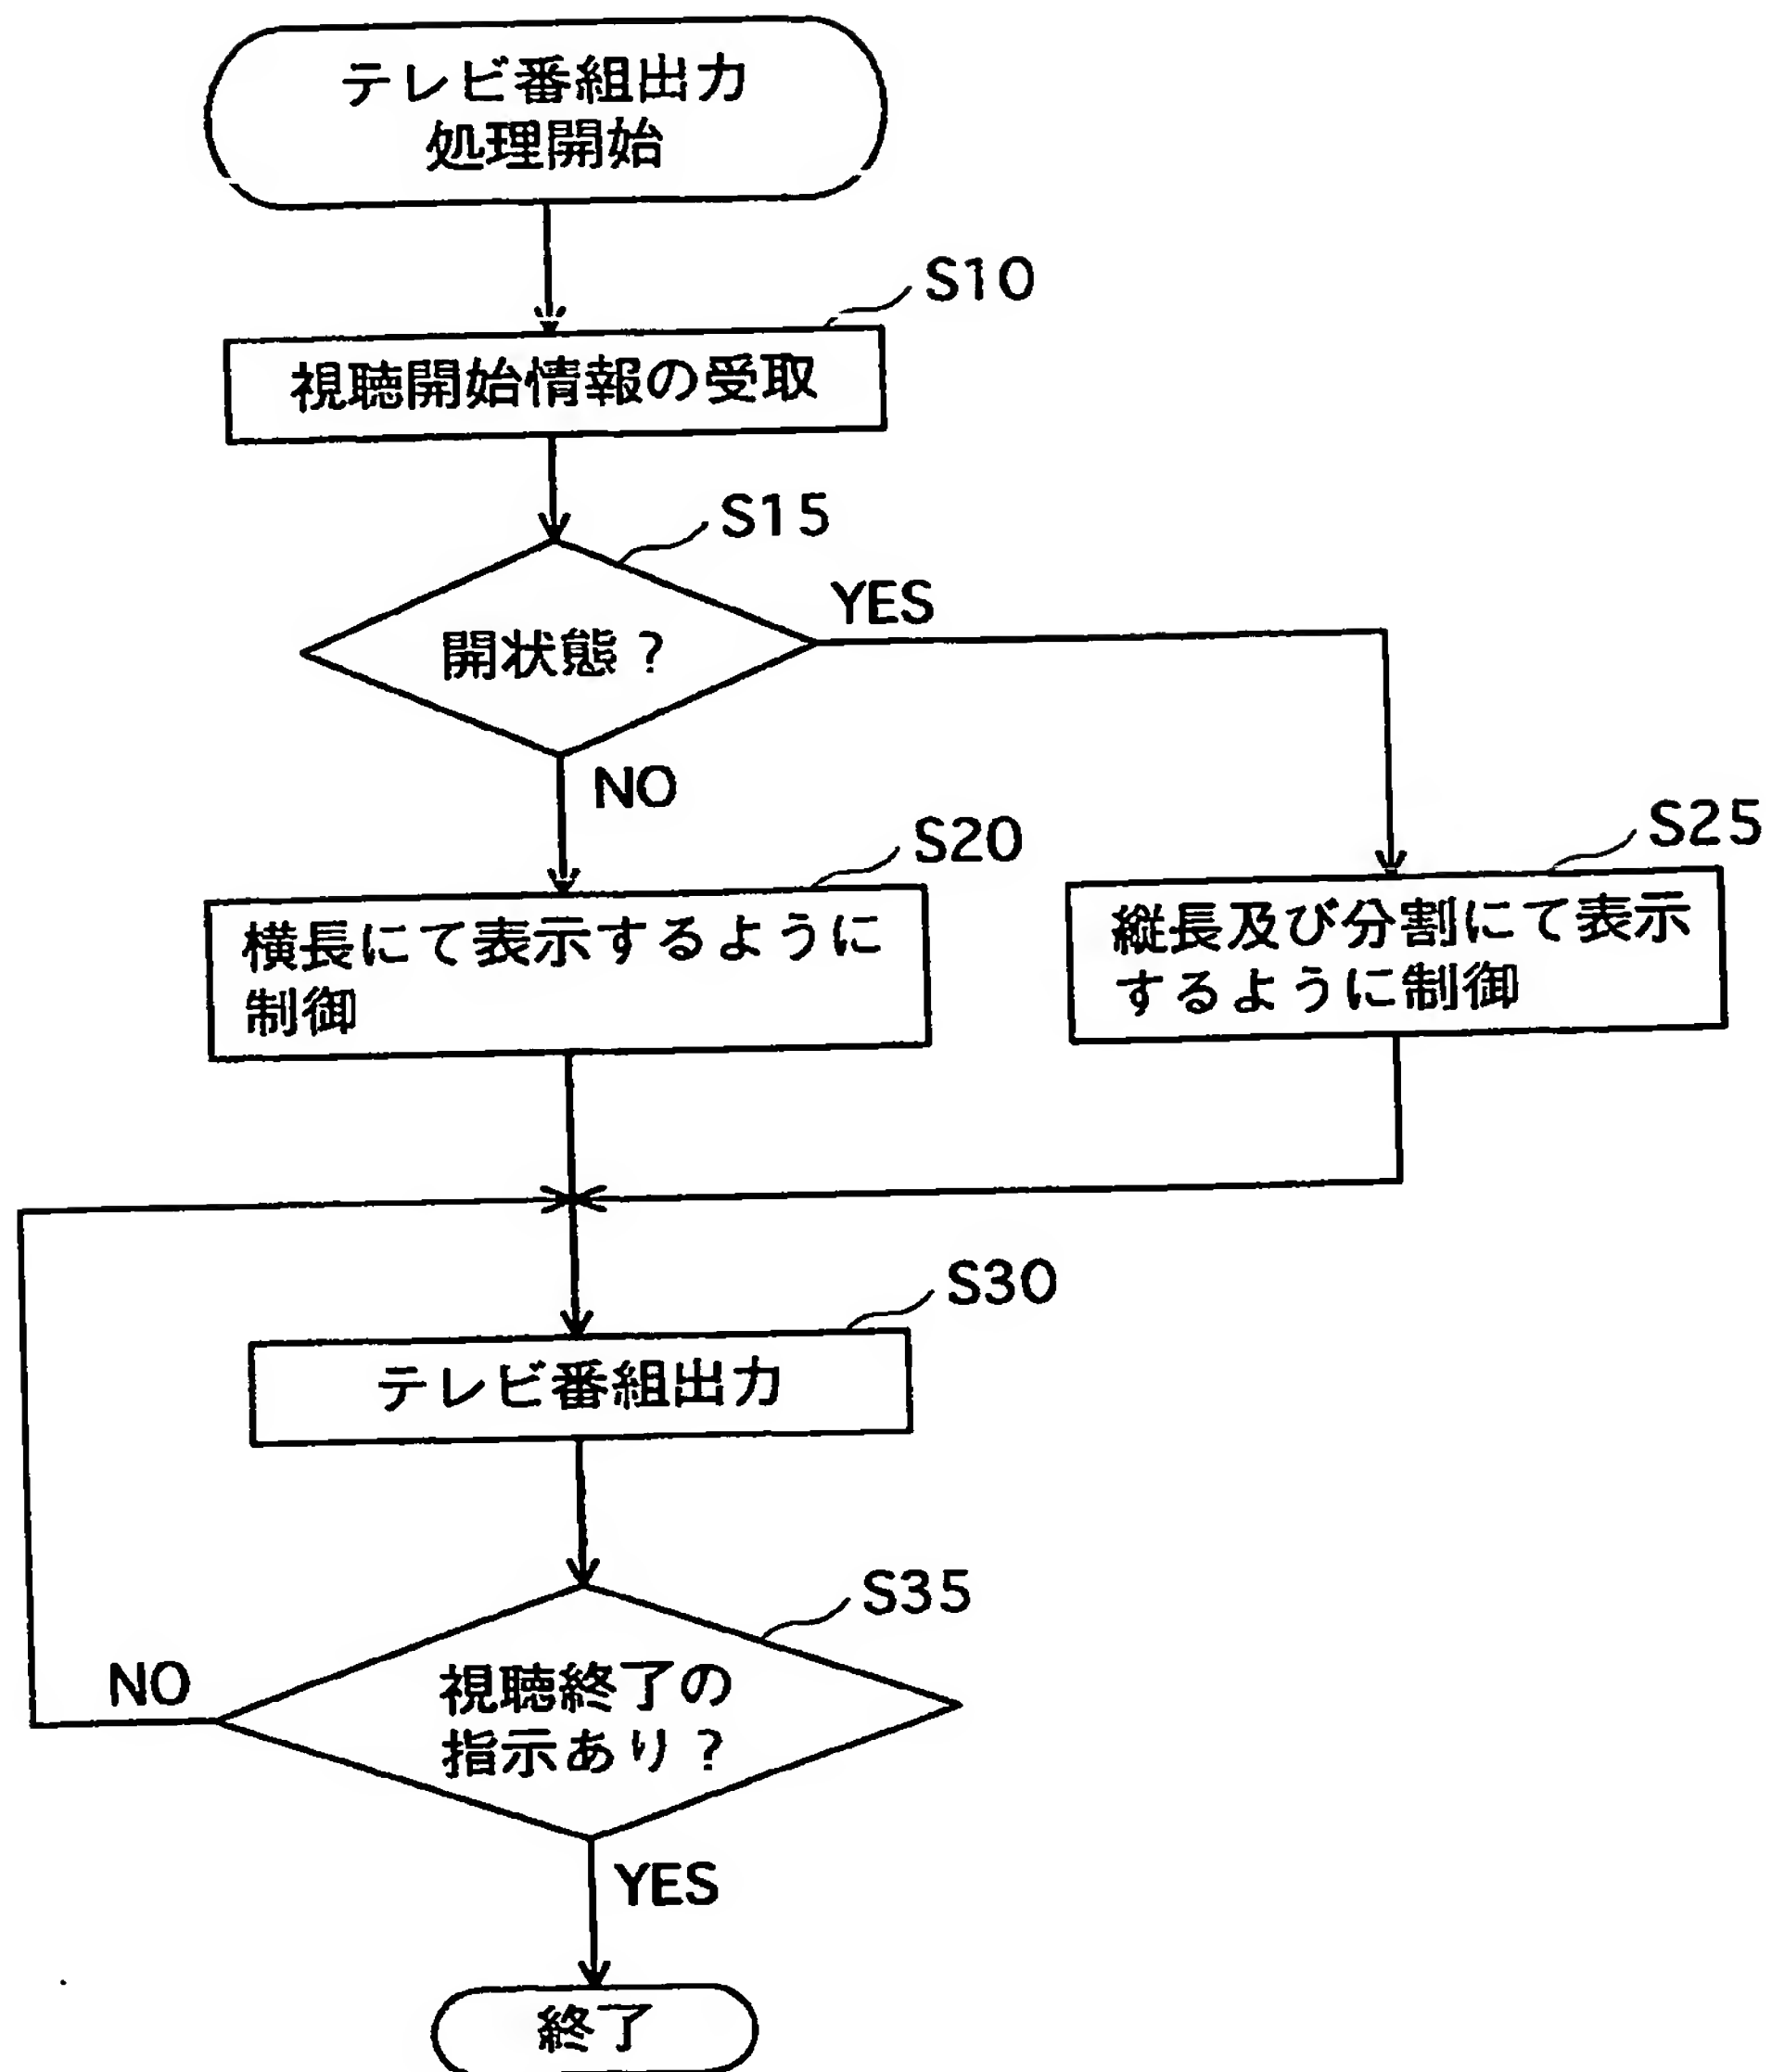 テレビ番組出力
処理開始
S10
視聴開始情報の受取
S15
開状態？
YES
NO
S20
横長にて表示するように
制御
S25
縦長及び分割にて表示
するように制御
S30
テレビ番組出力
S35
視聴終了の
指示あり？
NO
YES
終了